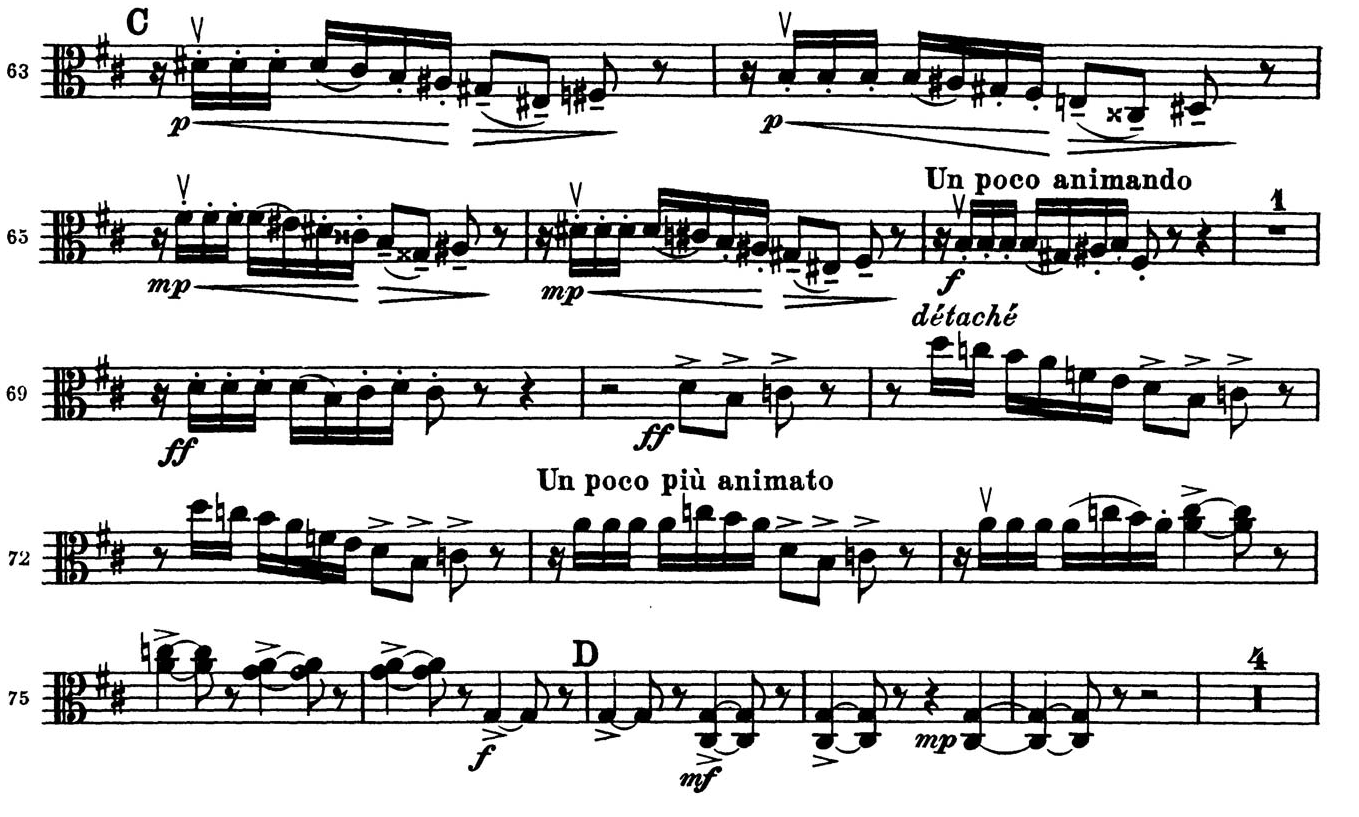 C
63
p p
Un poco animando
65
1
mp mp f
détaché
69
ff ff
Un poco più animato
72
D
4
75
f mf mp